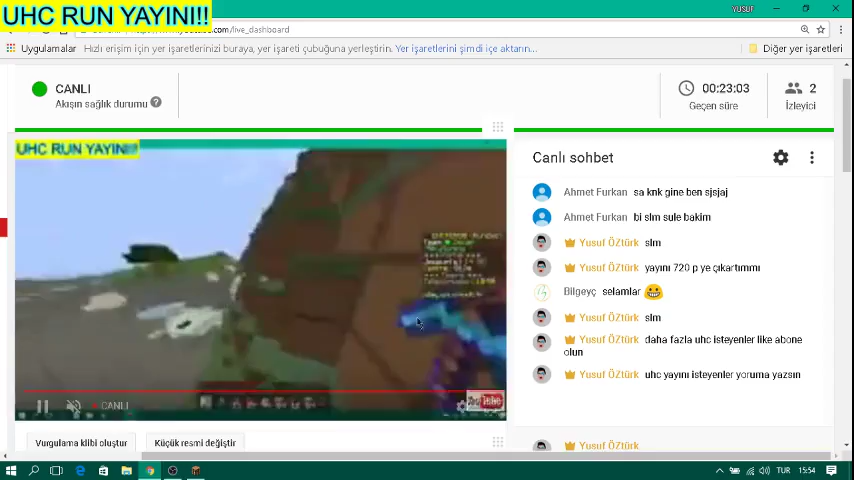 UHC RUN YAYINI!!
YUSUF
/live_dashboard
Uygulamalar
Hızlı erişim için yer işaretlerinizi buraya, yer işareti çubuğuna yerleştirin. Yer işaretlerini şimdi içe aktarın...
Diğer yer işaretleri
CANLI
Akışın sağlık durumu
00:23:03
Geçen süre
2
İzleyici
UHC RUN YAYINI!!
CANLI
Canlı sohbet
Ahmet Furkan sa knk gine ben sjsjaj
Ahmet Furkan bi slm sule bakim
Yusuf ÖZtürk slm
Yusuf ÖZtürk yayını 720 p ye çıkartımmı
Bilgeyç selamlar
Yusuf ÖZtürk slm
Yusuf ÖZtürk daha fazla uhc isteyenler like abone
olun
Yusuf ÖZtürk uhc yayını isteyenler yoruma yazsın
Yusuf ÖZtürk
Vurgulama klibi oluştur
Küçük resmi değiştir
TUR
15:54